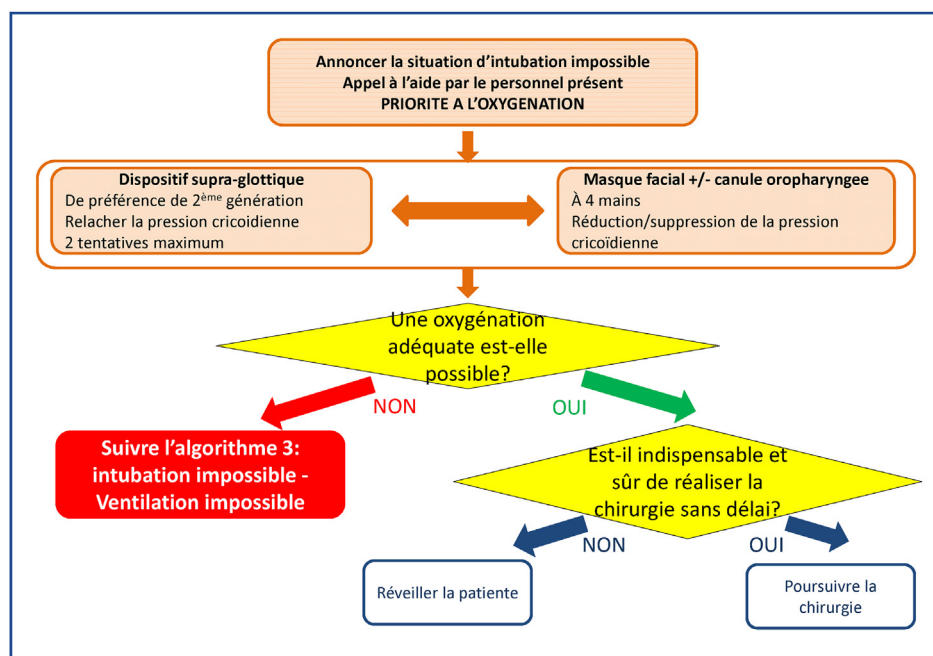 Annoncer la situation d’intubation impossible
Appel à l’aide par le personnel présent
PRIORITE A L’OXYGENATION
Dispositif supra-glottique
De préférence de 2ème génération
Relacher la pression cricoidienne
2 tentatives maximum
Masque facial +/- canule oropharyngee
À 4 mains
Réduction/suppression de la pression
cricoïdienne
Une oxygénation
adéquate est-elle
possible?
NON
OUI
Suivre l’algorithme 3:
intubation impossible -
Ventilation impossible
Est-il indispensable et
sûr de réaliser la
chirurgie sans délai?
NON
OUI
Réveiller la patiente
Poursuivre la
chirurgie